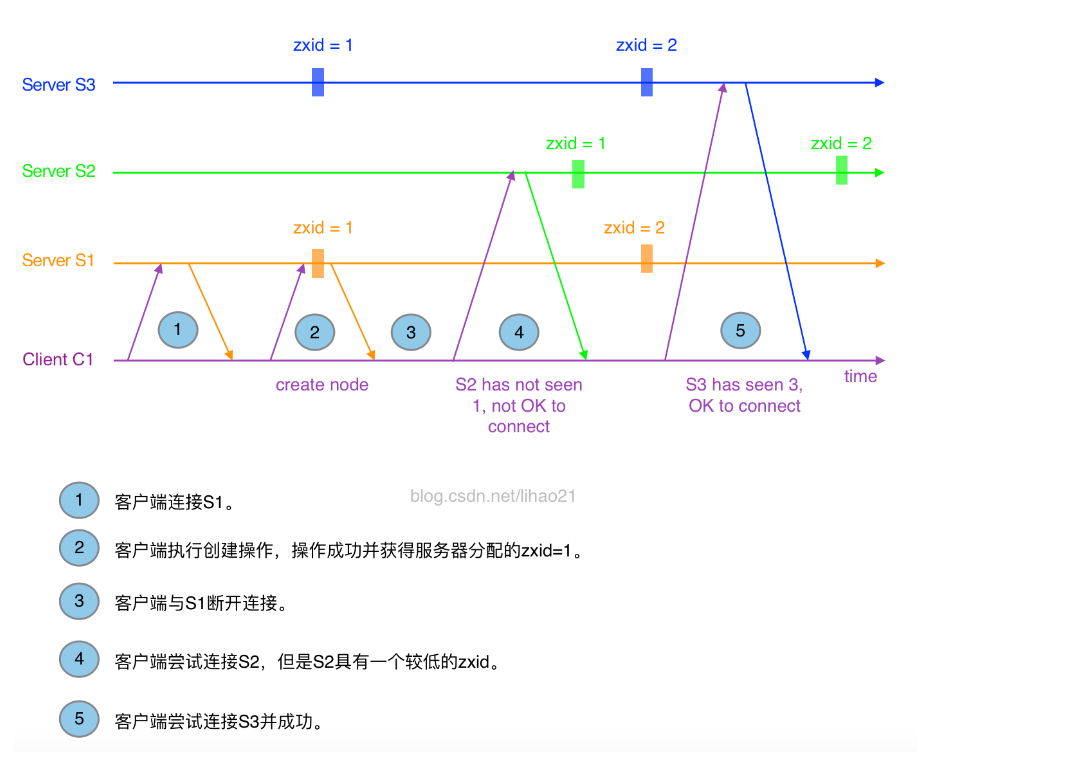 zxid = 1
zxid = 2
Server S3
zxid = 1
zxid = 2
Server S2
zxid = 1
zxid = 2
Server S1
1
2
3
4
5
Client C1
time
create node
S2 has not seen
1, not OK to
connect
S3 has seen 3,
OK to connect
blog.csdn.net/lihao21
1 客户端连接S1。
2 客户端执行创建操作，操作成功并获得服务器分配的zxid=1。
3 客户端与S1断开连接。
4 客户端尝试连接S2，但是S2具有一个较低的zxid。
5 客户端尝试连接S3并成功。